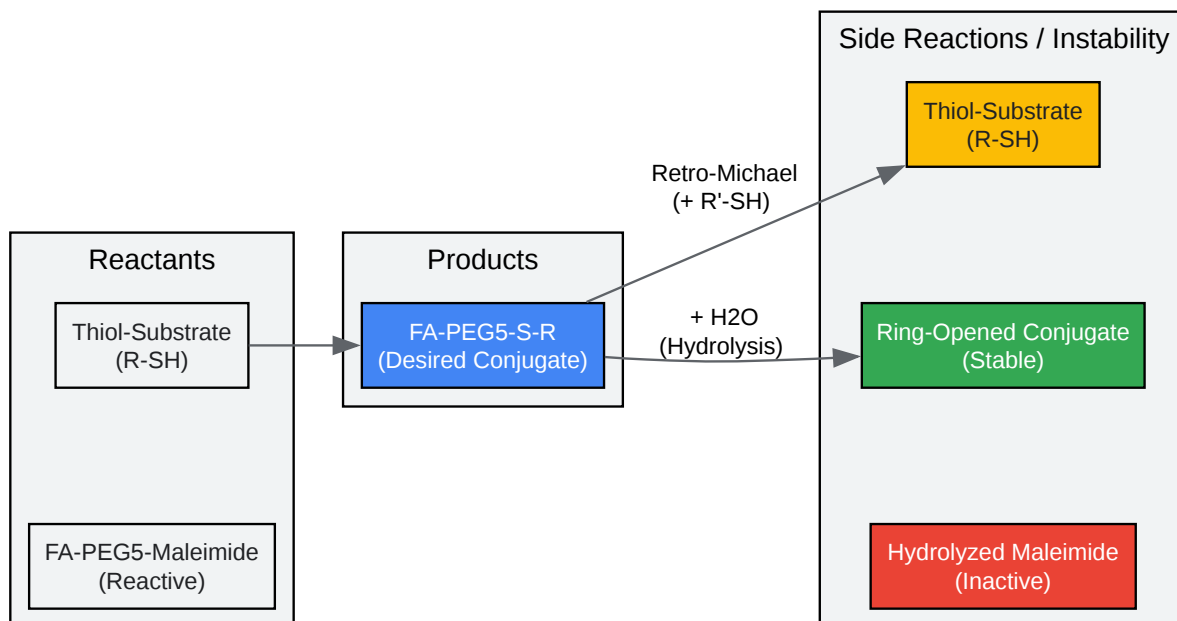 Reactants
Thiol-Substrate
(R-SH)
FA-PEG5-Maleimide
(Reactive)
Products
FA-PEG5-S-R
(Desired Conjugate)
Retro-Michael
(+ R'-SH)
+ H2O
(Hydrolysis)
Side Reactions / Instability
Thiol-Substrate
(R-SH)
Ring-Opened Conjugate
(Stable)
Hydrolyzed Maleimide
(Inactive)